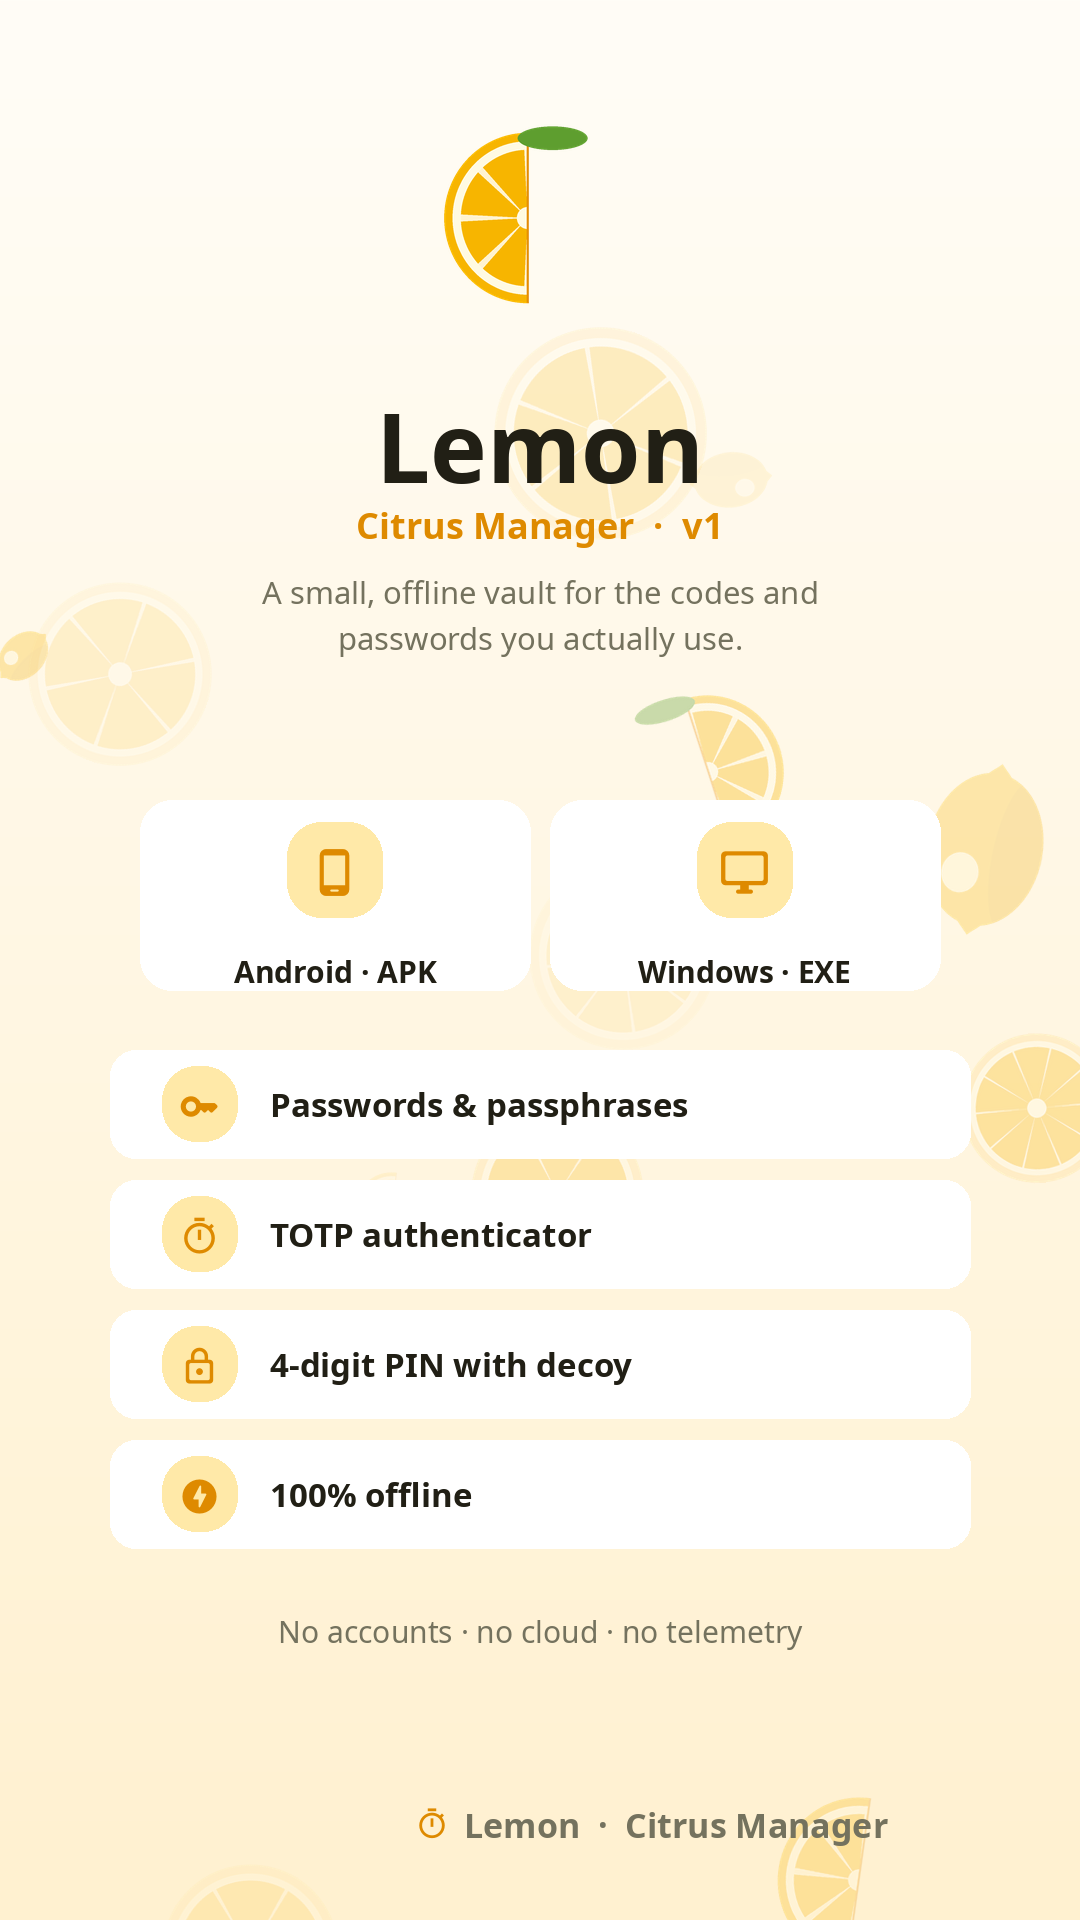 Lemon
Citrus Manager · v1
A small, offline vault for the codes and
passwords you actually use.
Android · APK
Windows · EXE
Passwords & passphrases
TOTP authenticator
4-digit PIN with decoy
100% offline
No accounts · no cloud · no telemetry
Lemon · Citrus Manager